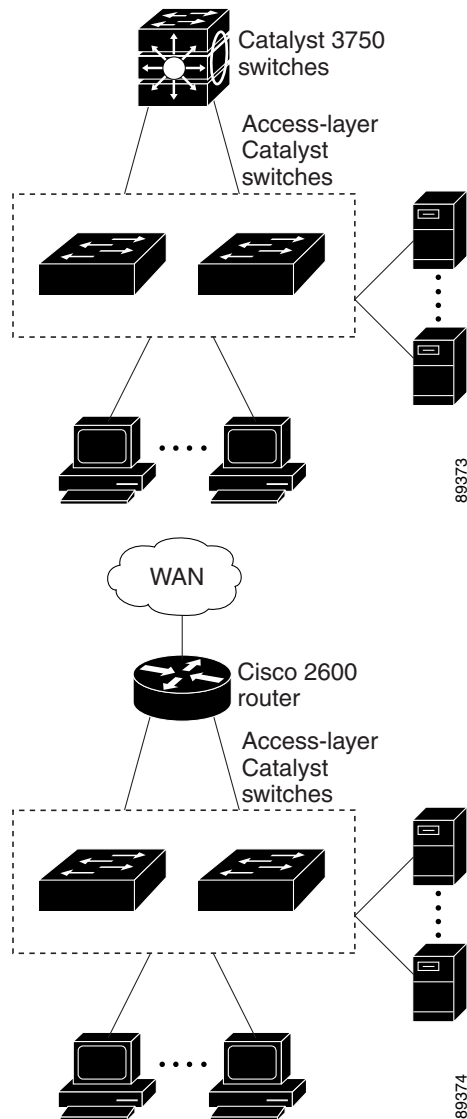 Catalyst 3750
switches
Access-layer
Catalyst
switches
89373
WAN
Cisco 2600
router
Access-layer
Catalyst
switches
89374